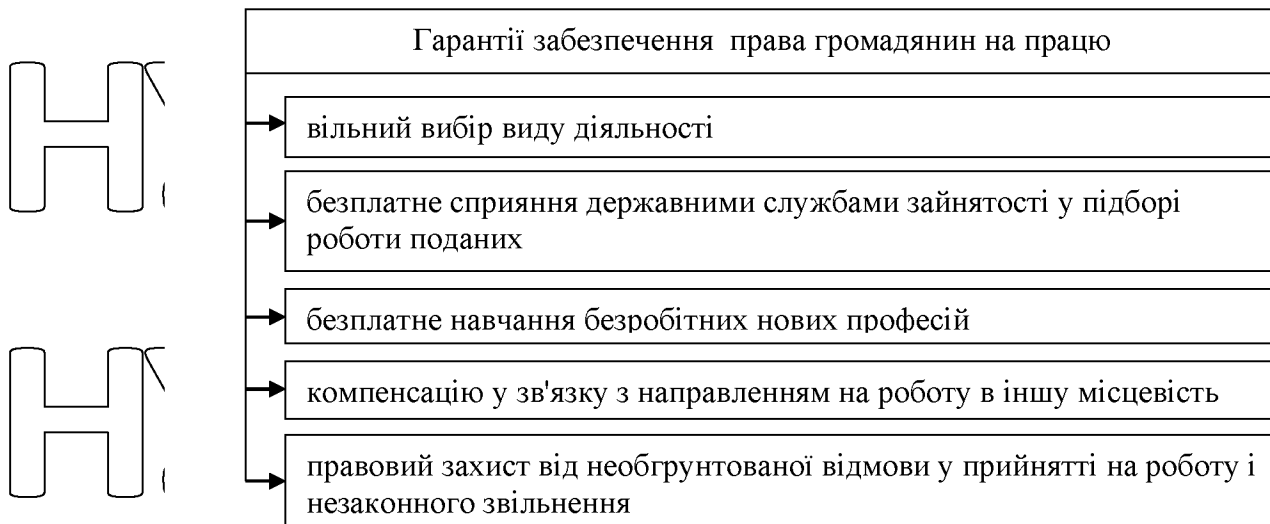 Гарантії забезпечення права громадянин на працю
вільний вибір виду діяльності
безплатне сприяння державними службами зайнятості у підборі
роботи поданих
безплатне навчання безробітних нових професій
компенсацію у зв'язку з направленням на роботу в іншу місцевість
правовий захист від необгрунтованої відмови у прийнятті на роботу і
незаконного звільнення
Н
Н